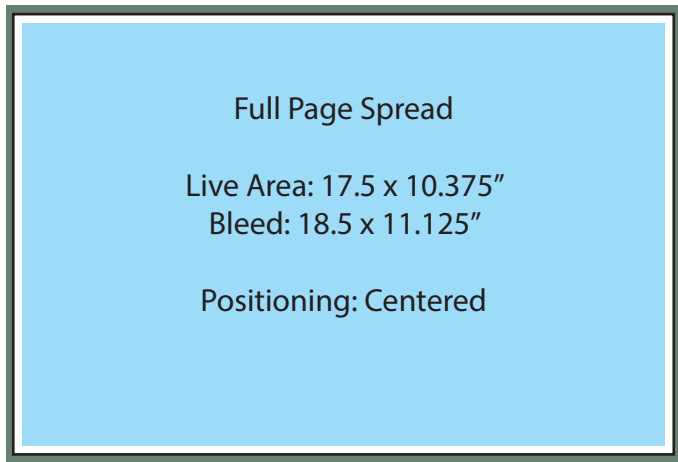 Full Page Spread
Live Area: 17.5 x 10.375”
Bleed: 18.5 x 11.125”
Positioning: Centered